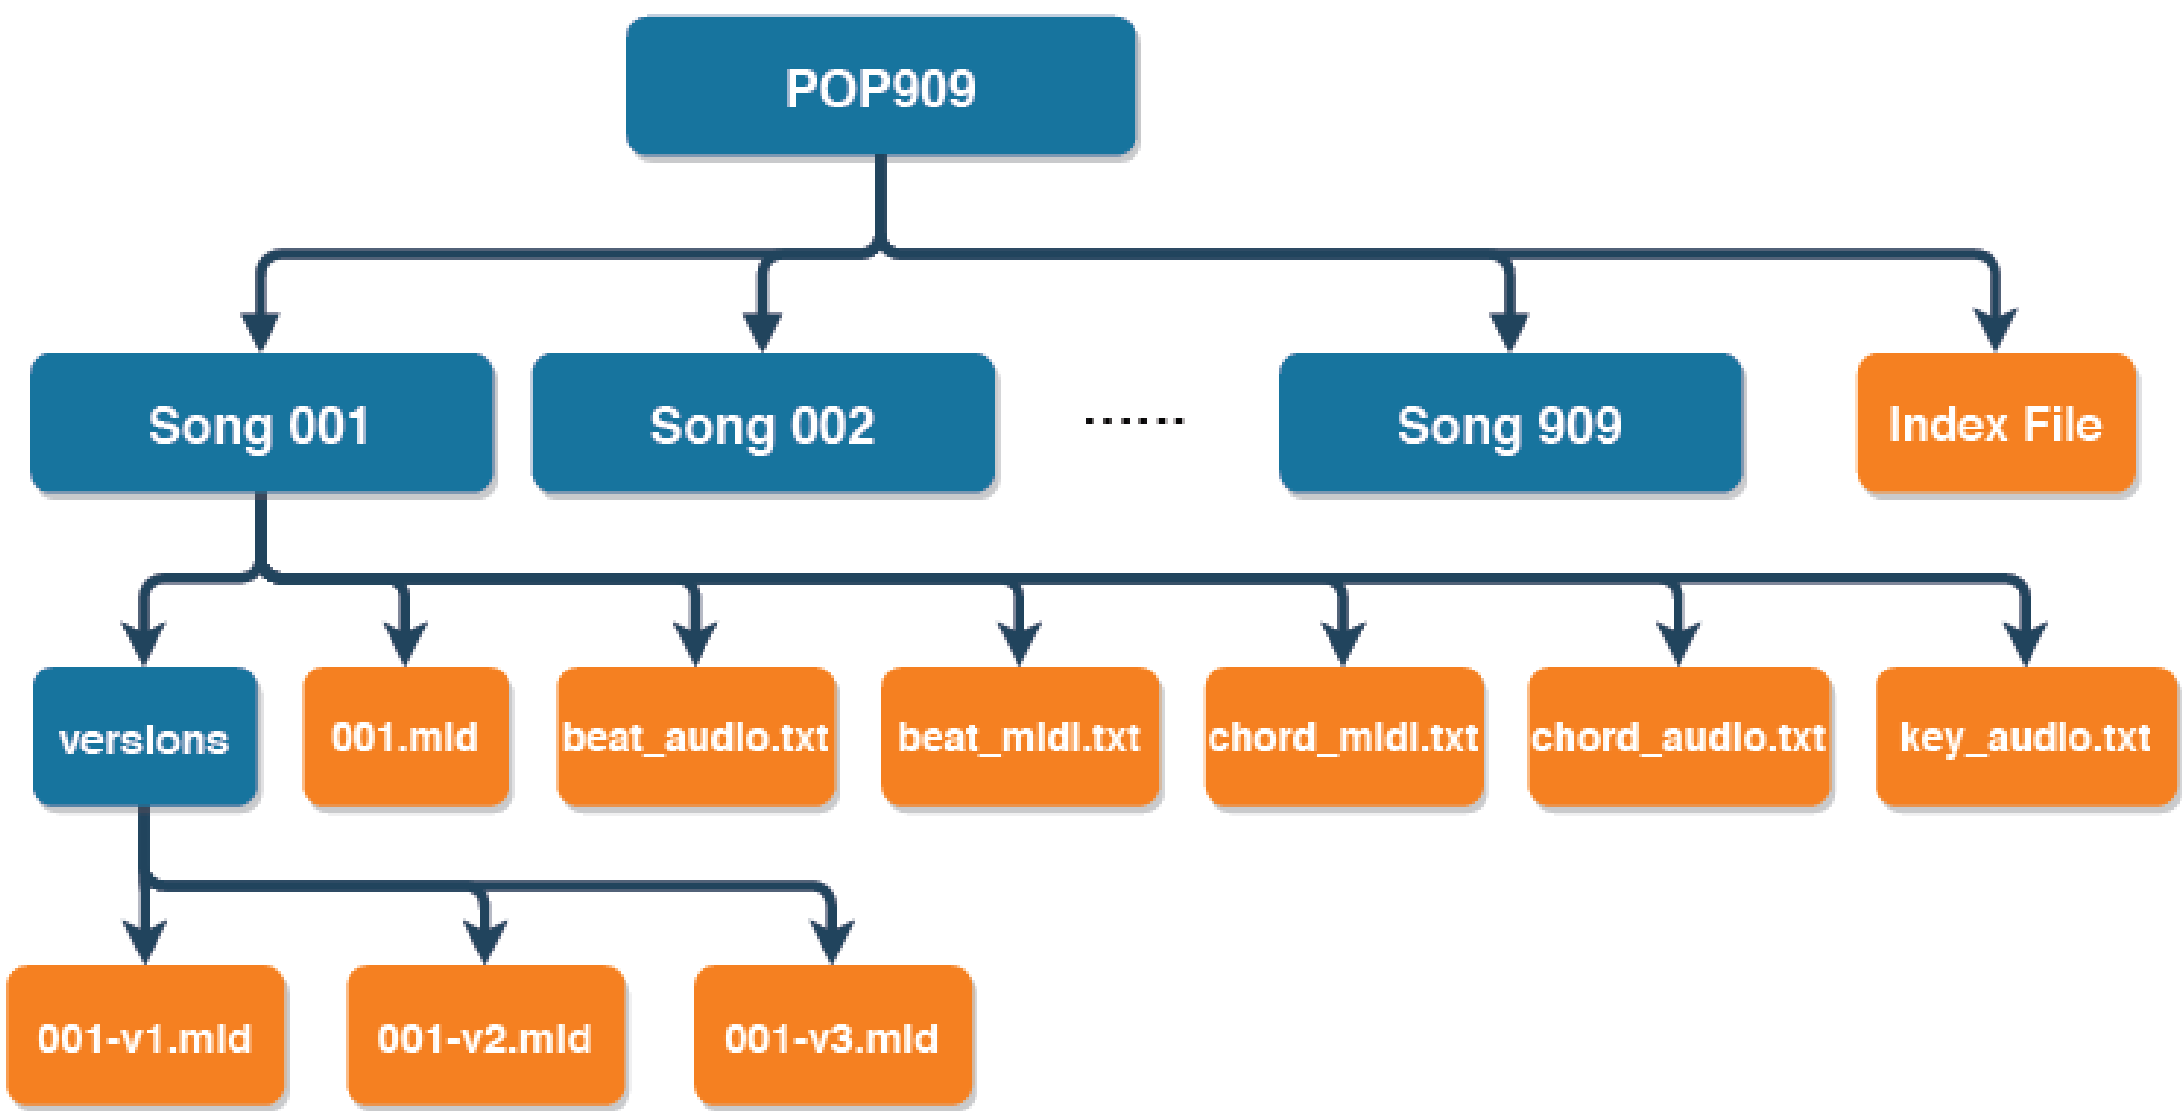 POP909
Song 001
Song 002
......
Song 909
Index File
versions
001.mid
beat_audio.txt
beat_midi.txt
chord_midi.txt
chord_audio.txt
key_audio.txt
001-v1.mid
001-v2.mid
001-v3.mid